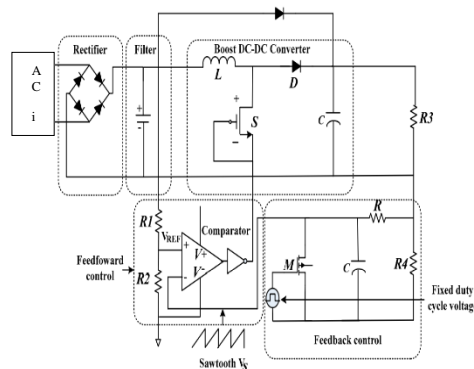 Rectifier
Filter
Boost DC-DC Converter
A
C
i
L
D
+
-
+
S
-
C
R3
R1
Comparator
R
VREF
+
V+
Feedfoward
control
R2
-
V-
M
C
R4
Fixed duty
cycle voltage
Feedback control
Sawtooth VS